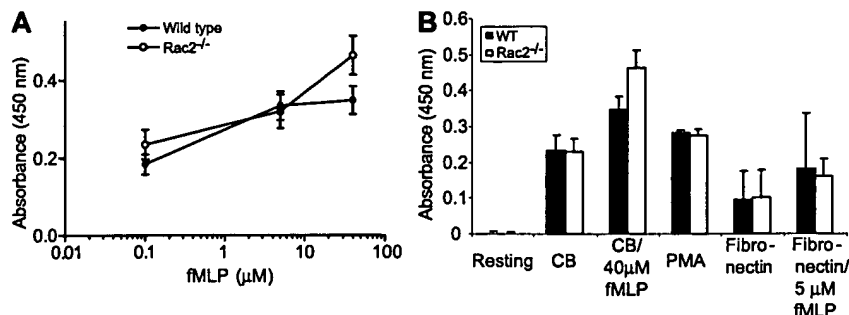 A
Wild type
Rac2-/-
Absorbance (450 nm)
0.4
0.2
0.0
0.01
0.1
1
10
100
fMLP (µM)
B
WT
Rac2-/-
Absorbance (450 nm)
0.6
0.5
0.4
0.3
0.2
0.1
0
Resting
CB
CB/
40µM
fMLP
PMA
Fibro-
nectin
Fibro-
nectin/
5 µM
fMLP